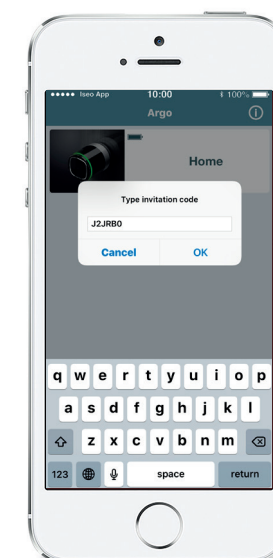 ●●●●● Iseo App 10:00 100%
Argo
Home
Type invitation code
J2JRB0
Cancel OK
q w e r t y u i o p
a s d f g h j k l
z x c v b n m
123 space return